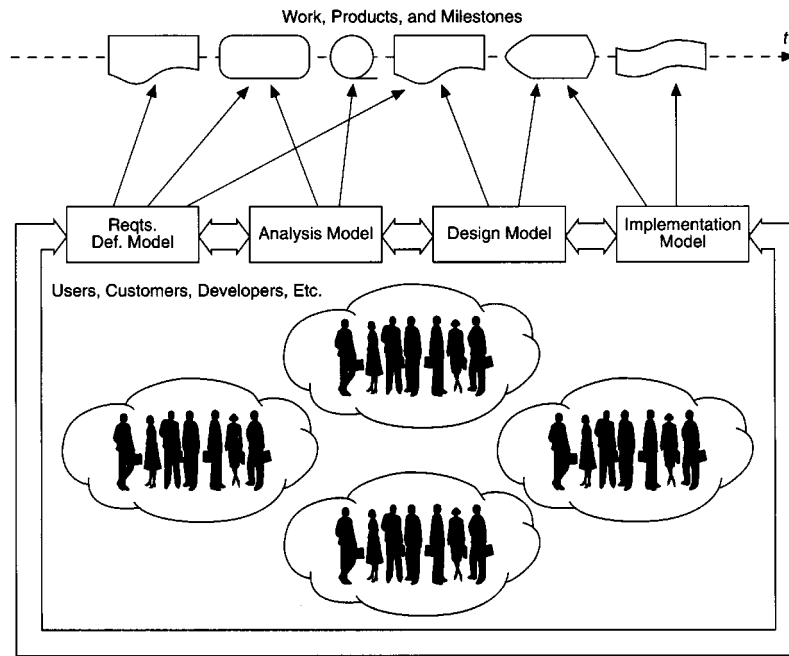 Work, Products, and Milestones
t
Reqts.
Def. Model
Analysis Model
Design Model
Implementation
Model
Users, Customers, Developers, Etc.